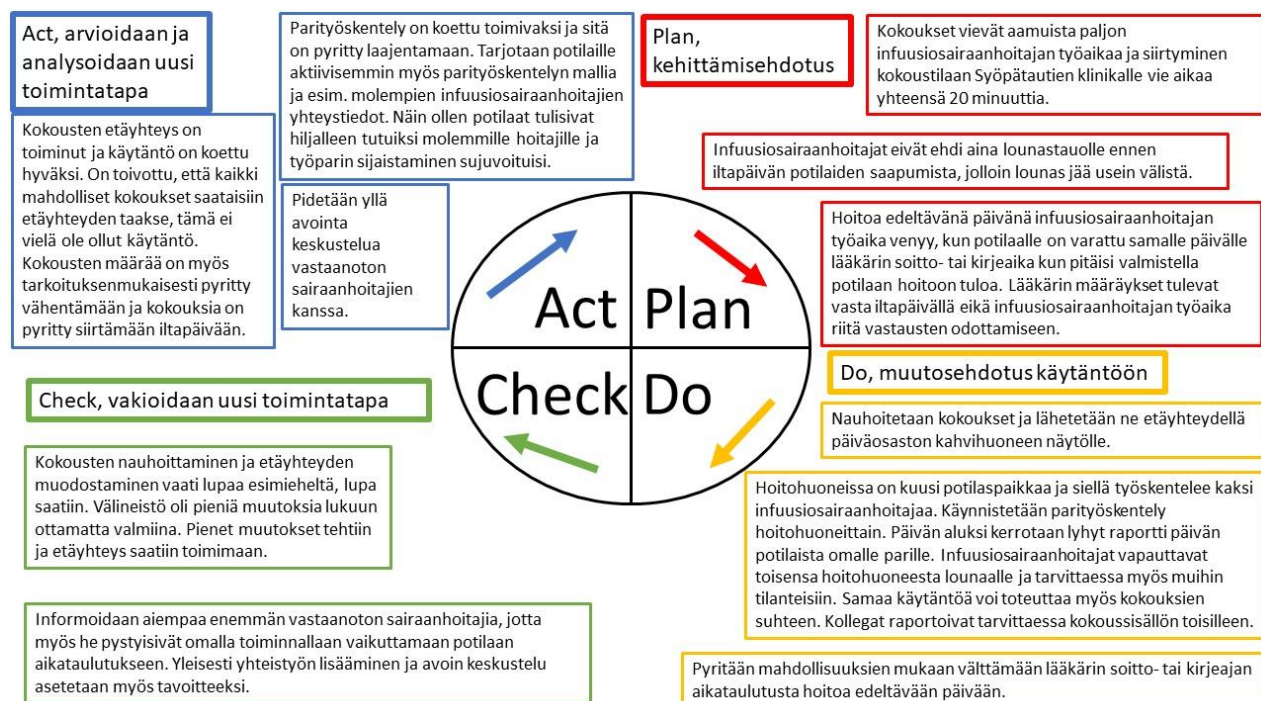 Act, arvioidaan ja
analysoidaan uusi
toimintatapa
Kokousten etäyhteys on
toiminut ja käytäntö on koettu
hyväksi. On toivottu, että kaikki
mahdolliset kokoukset saataisiin
etäyhteyden taakse, tämä ei
vielä ole ollut käytäntö.
Kokousten määrää on myös
tarkoituksenmukaisesti pyritty
vähentämään ja kokouksia on
pyritty siirtämään iltapäivään.
Parityöskentely on koettu toimivaksi ja sitä
on pyritty laajentamaan. Tarjotaan potilaille
aktiivisemmin myös parityöskentelyn mallia
ja esim. molempien infuusiosairaanhoitajien
yhteystiedot. Näin ollen potilaat tulisivat
hiljalleen tutuiksi molemmille hoitajille ja
työparin sijaistaminen sujuvoituisi.
Pidetään yllä
avointa
keskustelua
vastaanoton
sairaanhoitajien
kanssa.
Plan,
kehittämisehdotus
Kokoukset vievät aamuista paljon
infuusiosairaanhoitajan työaikaa ja siirtyminen
kokoustilaan Syöpätautien klinikalle vie aikaa
yhteensä 20 minuuttia.
Infuusiosairaanhoitajat eivät ehdi aina lounastauolle ennen
iltapäivän potilaiden saapumista, jolloin lounas jää usein välistä.
Hoitoa edeltävänä päivänä infuusiosairaanhoitajan
työaika venyy, kun potilaalle on varattu samalle päivälle
lääkärin soitto- tai kirjeaika kun pitäisi valmistella
potilaan hoitoon tuloa. Lääkärin määräykset tulevat
vasta iltapäivällä eikä infuusiosairaanhoitajan työaika
riitä vastausten odottamiseen.
Act Plan
Check Do
Do, muutosehdotus käytäntöön
Nauhoitetaan kokoukset ja lähetetään ne etäyhteydellä
päiväosaston kahvihuoneen näytölle.
Hoitohuoneissa on kuusi potilaspaikkaa ja siellä työskentelee kaksi
infuusiosairaanhoitajaa. Käynnistetään parityöskentely
hoitohuoneittain. Päivän aluksi kerrotaan lyhyt raportti päivän
potilaista omalle parille. Infuusiosairaanhoitajat vapauttavat
toisensa hoitohuoneesta lounaalle ja tarvittaessa myös muihin
tilanteisiin. Samaa käytäntöä voi toteuttaa myös kokouksien
suhteen. Kollegat raportoivat tarvittaessa kokoussisällön toisilleen.
Pyritään mahdollisuuksien mukaan välttämään lääkärin soitto- tai kirjeajan
aikataulutusta hoitoa edeltävään päivään.
Check, vakioidaan uusi toimintatapa
Kokousten nauhoittaminen ja etäyhteyden
muodostaminen vaati lupaa esimieheltä, lupa
saatiin. Välineistö oli pieniä muutoksia lukuun
ottamatta valmiina. Pienet muutokset tehtiin
ja etäyhteys saatiin toimimaan.
Informoidaan aiempaa enemmän vastaanoton sairaanhoitajia, jotta
myös he pystyisivät omalla toiminnallaan vaikuttamaan potilaan
aikataulutukseen. Yleisesti yhteistyön lisääminen ja avoin keskustelu
asetetaan myös tavoitteeksi.